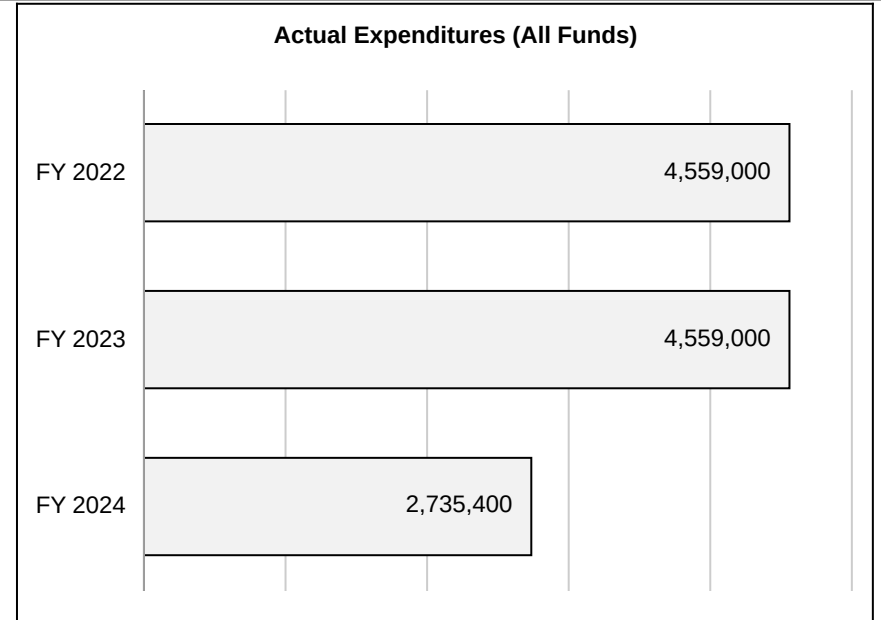 Actual Expenditures (All Funds)
FY 2022 4,559,000
FY 2023 4,559,000
FY 2024 2,735,400